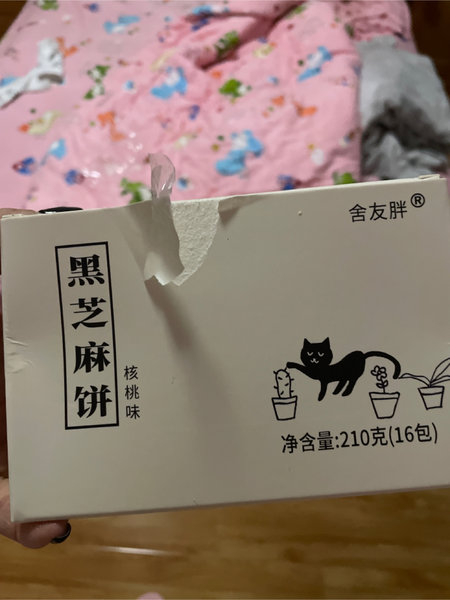 舍友胖®
黑芝麻饼
核桃味
净含量:210克(16包)